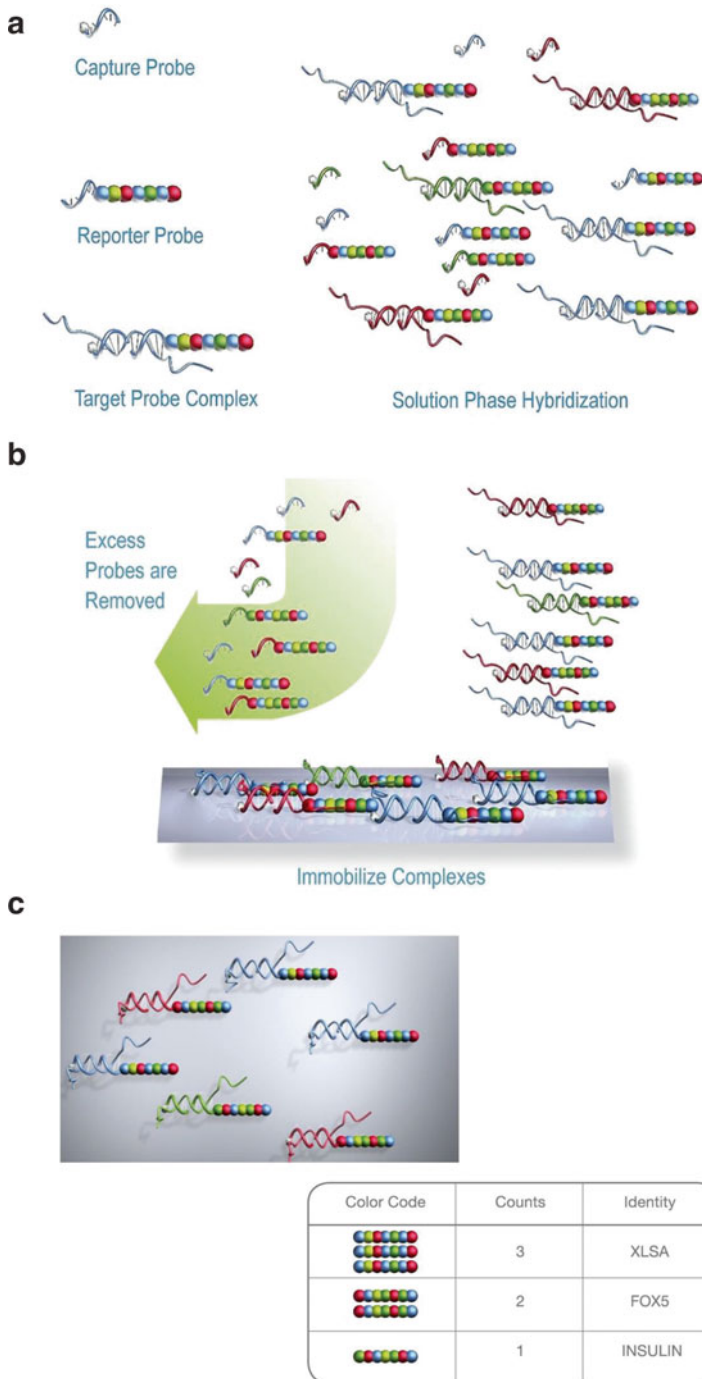 a
Capture Probe
Reporter Probe
Target Probe Complex
Solution Phase Hybridization
b
Excess
Probes are
Removed
Immobilize Complexes
c
Color Code Counts Identity
3 XLSA
2 FOX5
1 INSULIN